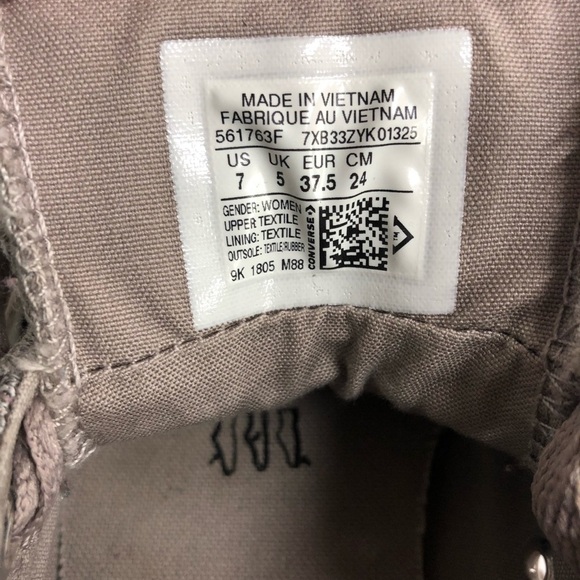 MADE IN VIETNAM
FABRIQUE AU VIETNAM
561763F 7XB33ZYK01325
US UK EUR CM
7 5 37.5 24
GENDER: WOMEN
UPPER TEXTILE
LINING: TEXTILE
OUTSOLE: TEXTILE/RUBBER
9K 1805 M88
CONVERSE
TM